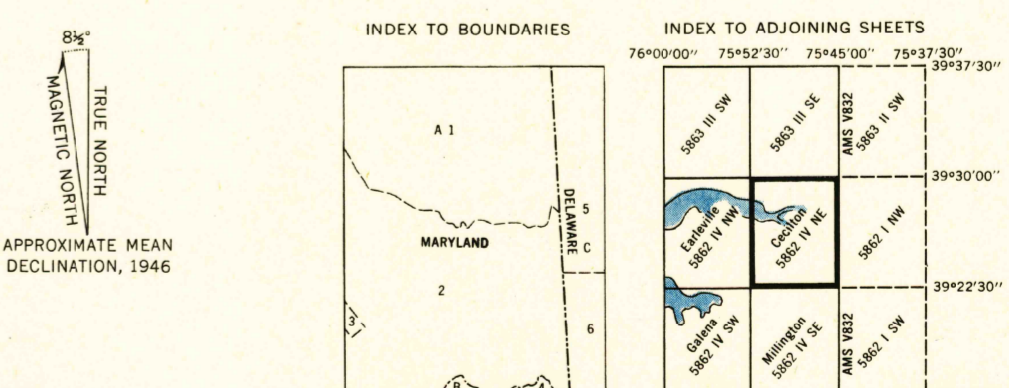 8½°
MAGNETIC NORTH
TRUE NORTH
APPROXIMATE MEAN
DECLINATION, 1946
INDEX TO BOUNDARIES
A 1
MARYLAND
2
3
DELAWARE
5
C
6
B
4
INDEX TO ADJOINING SHEETS
76°00'00" 75°52'30" 75°45'00" 75°37'30"
39°37'30"
5863 III SW
5863 III SE
AMS V832
5863 II SW
39°30'00"
Earleville
5862 IV NW
Cecilton
5862 IV NE
5862 I NW
39°22'30"
Galena
5862 IV SW
Millington
5862 IV SE
AMS V832
5862 I SW